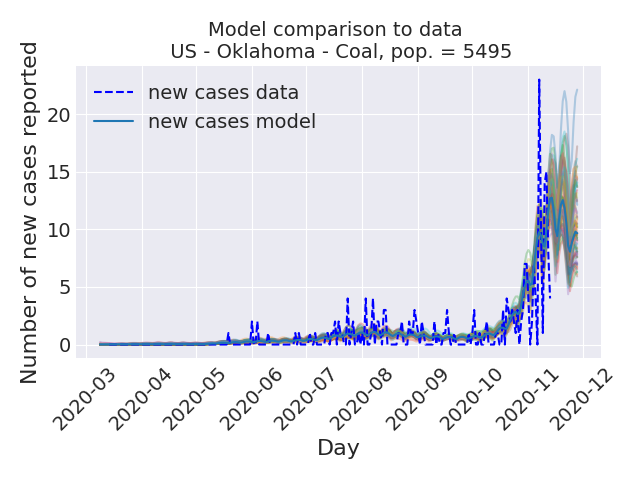 Model comparison to data
US - Oklahoma - Coal, pop. = 5495
Number of new cases reported
20
15
10
5
0
new cases data
new cases model
2020-03
2020-04
2020-05
2020-06
2020-07
2020-08
2020-09
2020-10
2020-11
2020-12
Day